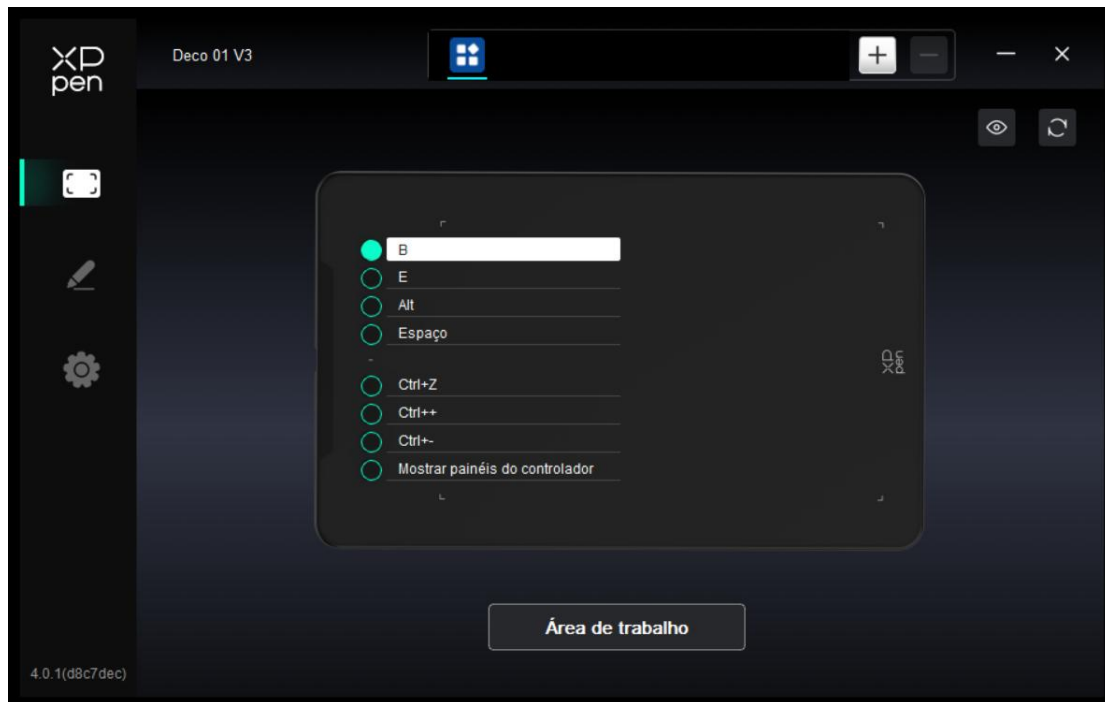 XP
pen
Deco 01 V3
B
E
Alt
Espaço
-
Ctrl+Z
Ctrl++
Ctrl+-
Mostrar painéis do controlador
XP
pen
Área de trabalho
4.0.1(d8c7dec)